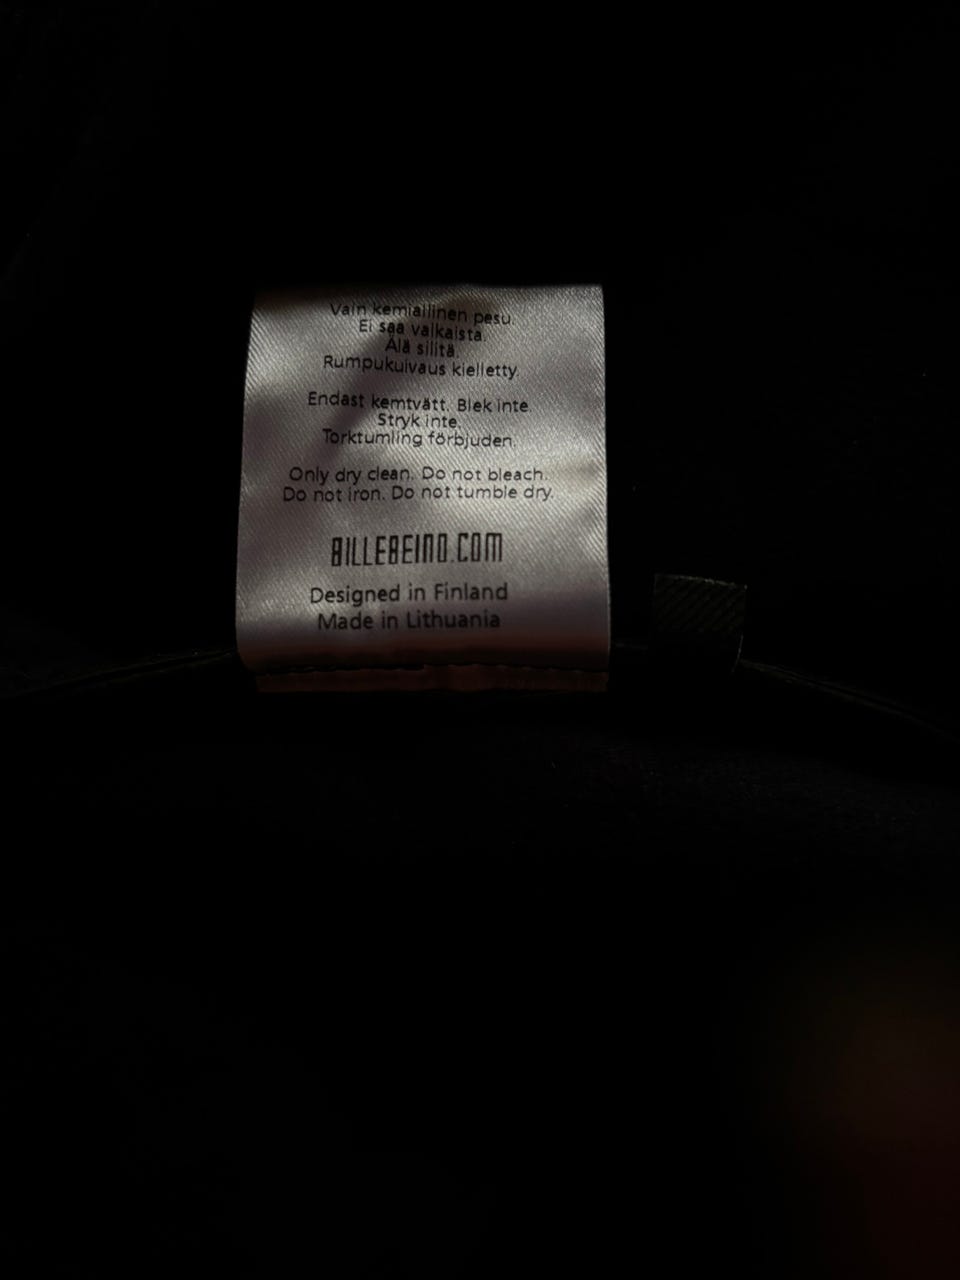 Vain kemiallinen pesu.
Ei saa valkaista.
Älä silitä.
Rumpukuivaus kielletty.
Endast kemtvätt. Blek inte.
Stryk inte.
Torktumling förbjuden.
Only dry clean. Do not bleach.
Do not iron. Do not tumble dry.
BILLEBEINO.COM
Designed in Finland
Made in Lithuania